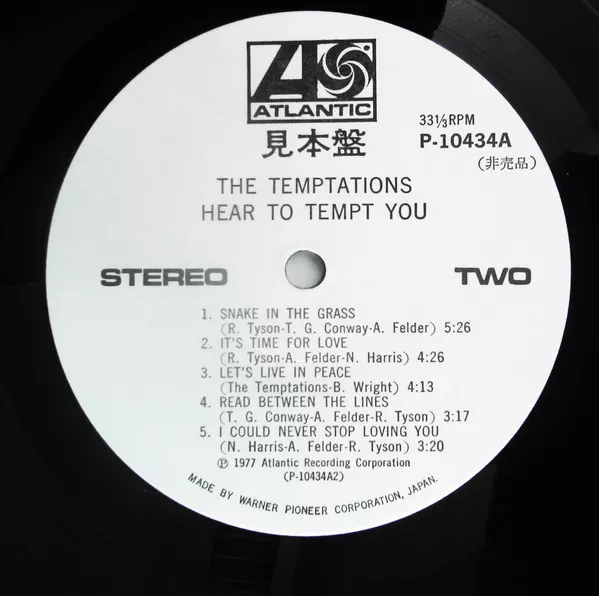 ATLANTIC
見本盤
33⅓RPM
P-10434A
(非売品)
THE TEMPTATIONS
HEAR TO TEMPT YOU
STEREO
TWO
1. SNAKE IN THE GRASS
(R. Tyson-T. G. Conway-A. Felder) 5:26
2. IT'S TIME FOR LOVE
(R. Tyson-A. Felder-N. Harris) 4:26
3. LET'S LIVE IN PEACE
(The Temptations-B. Wright) 4:13
4. READ BETWEEN THE LINES
(T. G. Conway-A. Felder-R. Tyson) 3:17
5. I COULD NEVER STOP LOVING YOU
(N. Harris-A. Felder-R. Tyson) 3:20
℗ 1977 Atlantic Recording Corporation
(P-10434A2)
MADE BY WARNER PIONEER CORPORATION, JAPAN.